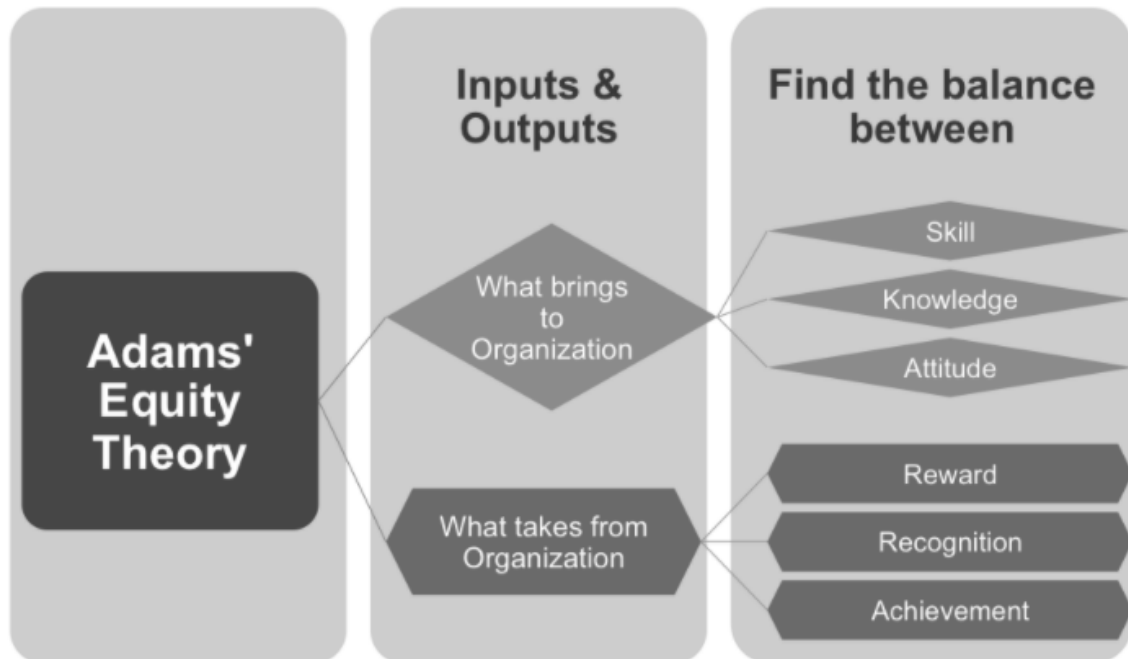 Inputs &
Outputs
Find the balance
between
Adams'
Equity
Theory
What brings
to
Organization
What takes from
Organization
Skill
Knowledge
Attitude
Reward
Recognition
Achievement